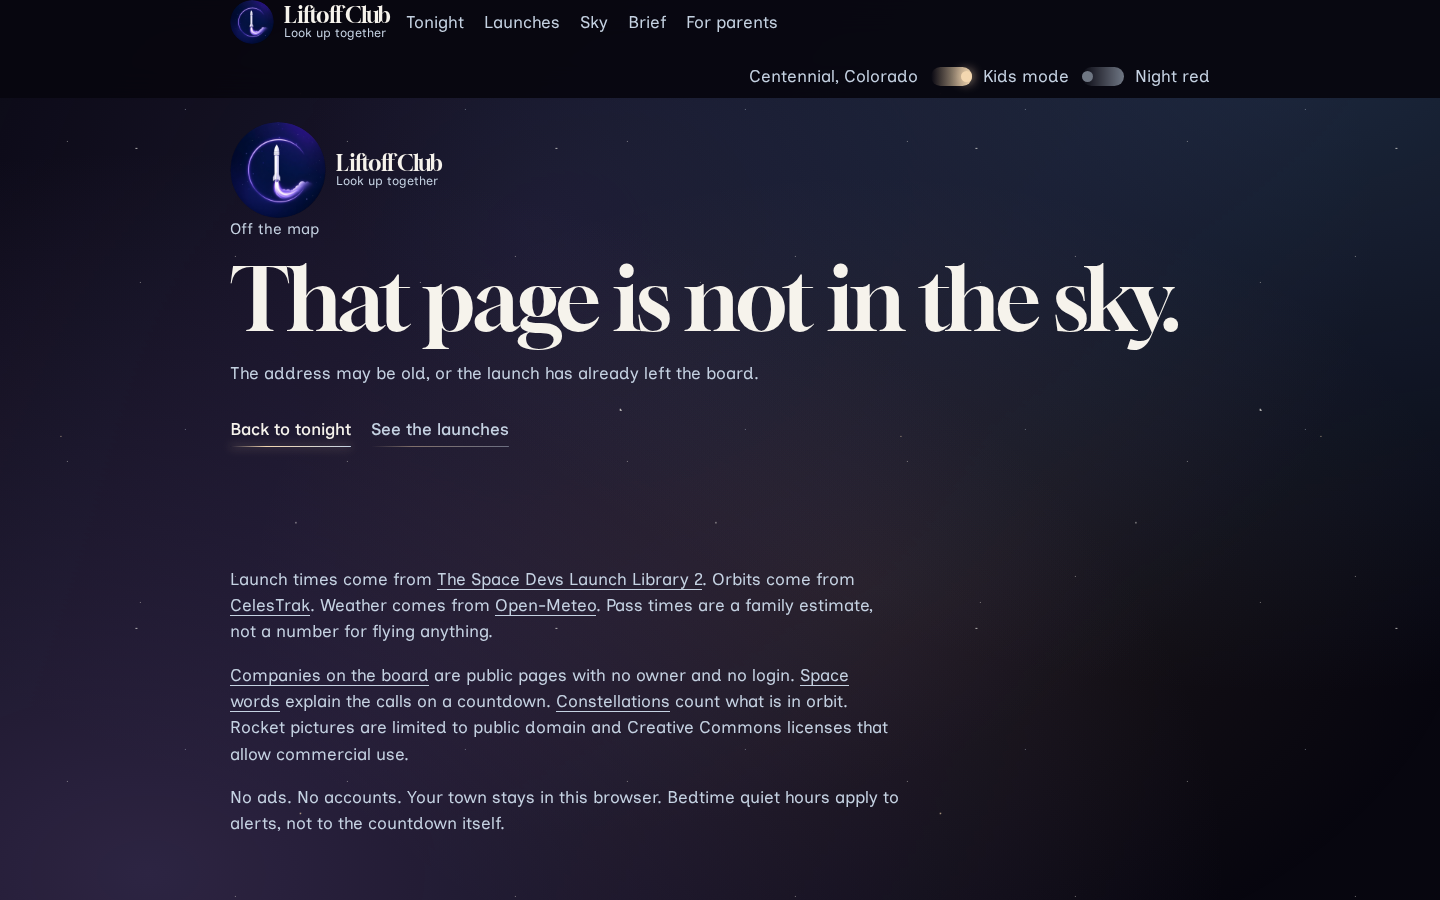 Liftoff Club
Look up together
Tonight Launches Sky Brief For parents
Centennial, Colorado Kids mode Night red
Liftoff Club
Look up together
Off the map
That page is not in the sky.
The address may be old, or the launch has already left the board.
Back to tonight See the launches
Launch times come from The Space Devs Launch Library 2. Orbits come from
CelesTrak. Weather comes from Open-Meteo. Pass times are a family estimate,
not a number for flying anything.
Companies on the board are public pages with no owner and no login. Space
words explain the calls on a countdown. Constellations count what is in orbit.
Rocket pictures are limited to public domain and Creative Commons licenses that
allow commercial use.
No ads. No accounts. Your town stays in this browser. Bedtime quiet hours apply to
alerts, not to the countdown itself.